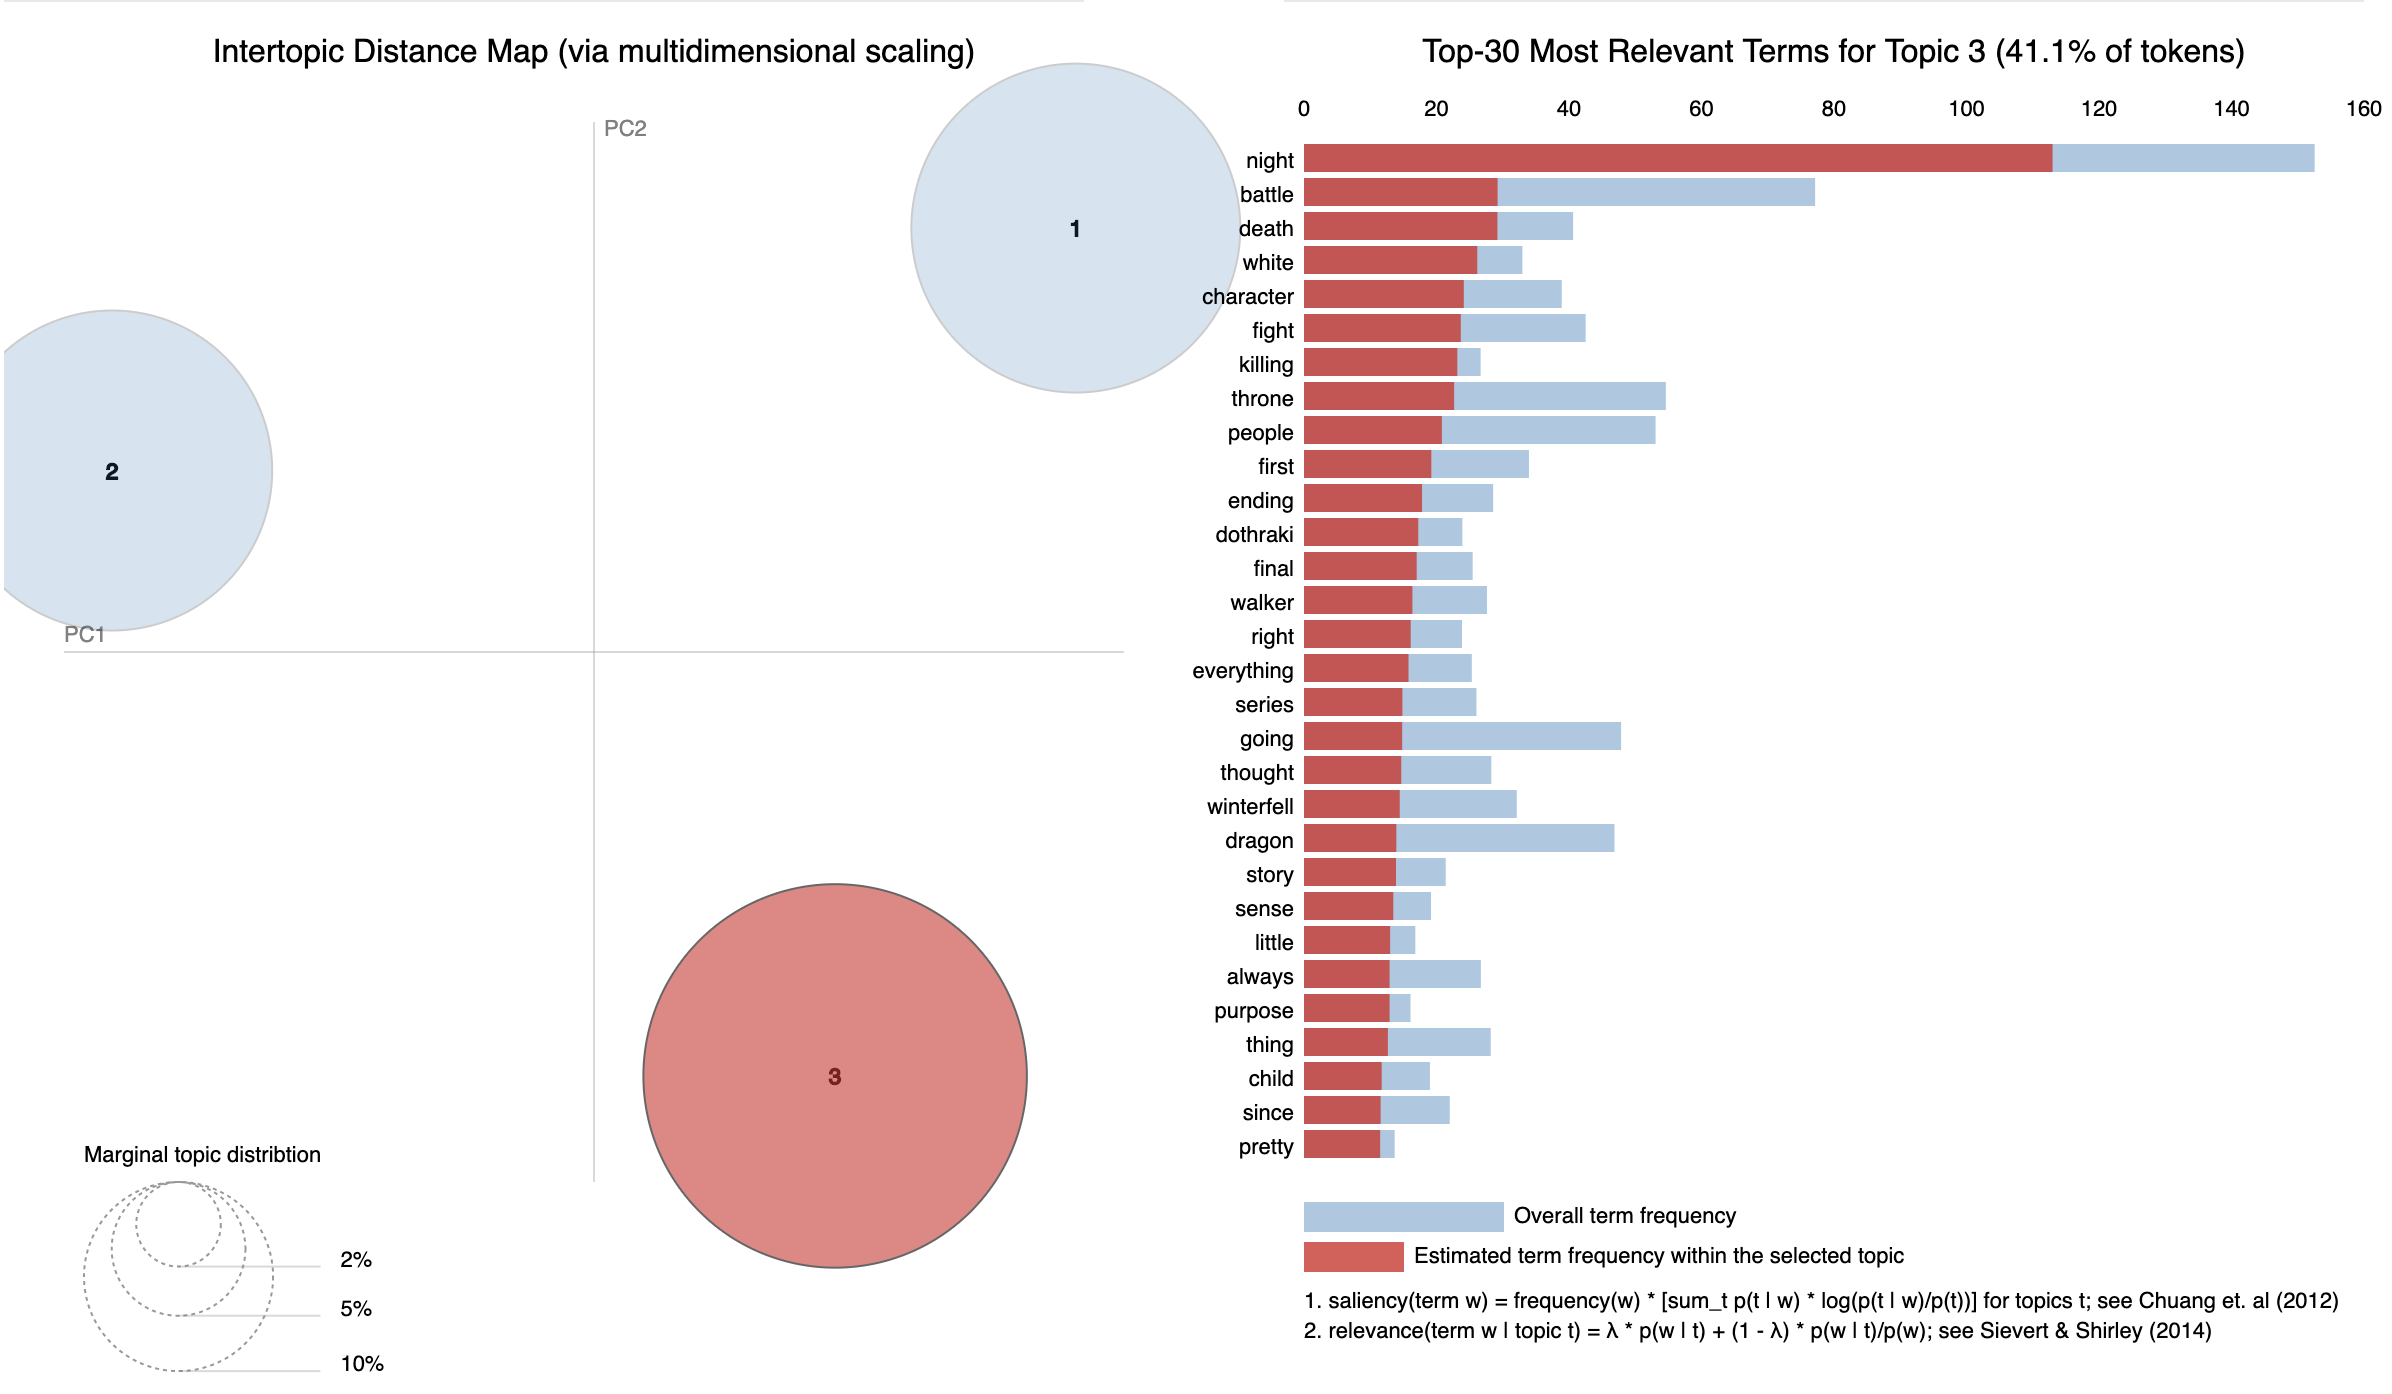 Intertopic Distance Map (via multidimensional scaling)
PC2
1
2
PC1
3
Marginal topic distribtion
2%
5%
10%
Top-30 Most Relevant Terms for Topic 3 (41.1% of tokens)
0 20 40 60 80 100 120 140 160
night
battle
death
white
character
fight
killing
throne
people
first
ending
dothraki
final
walker
right
everything
series
going
thought
winterfell
dragon
story
sense
little
always
purpose
thing
child
since
pretty
Overall term frequency
Estimated term frequency within the selected topic
1. saliency(term w) = frequency(w) * [sum_t p(t | w) * log(p(t | w)/p(t))] for topics t; see Chuang et. al (2012)
2. relevance(term w | topic t) = λ * p(w | t) + (1 - λ) * p(w | t)/p(w); see Sievert & Shirley (2014)